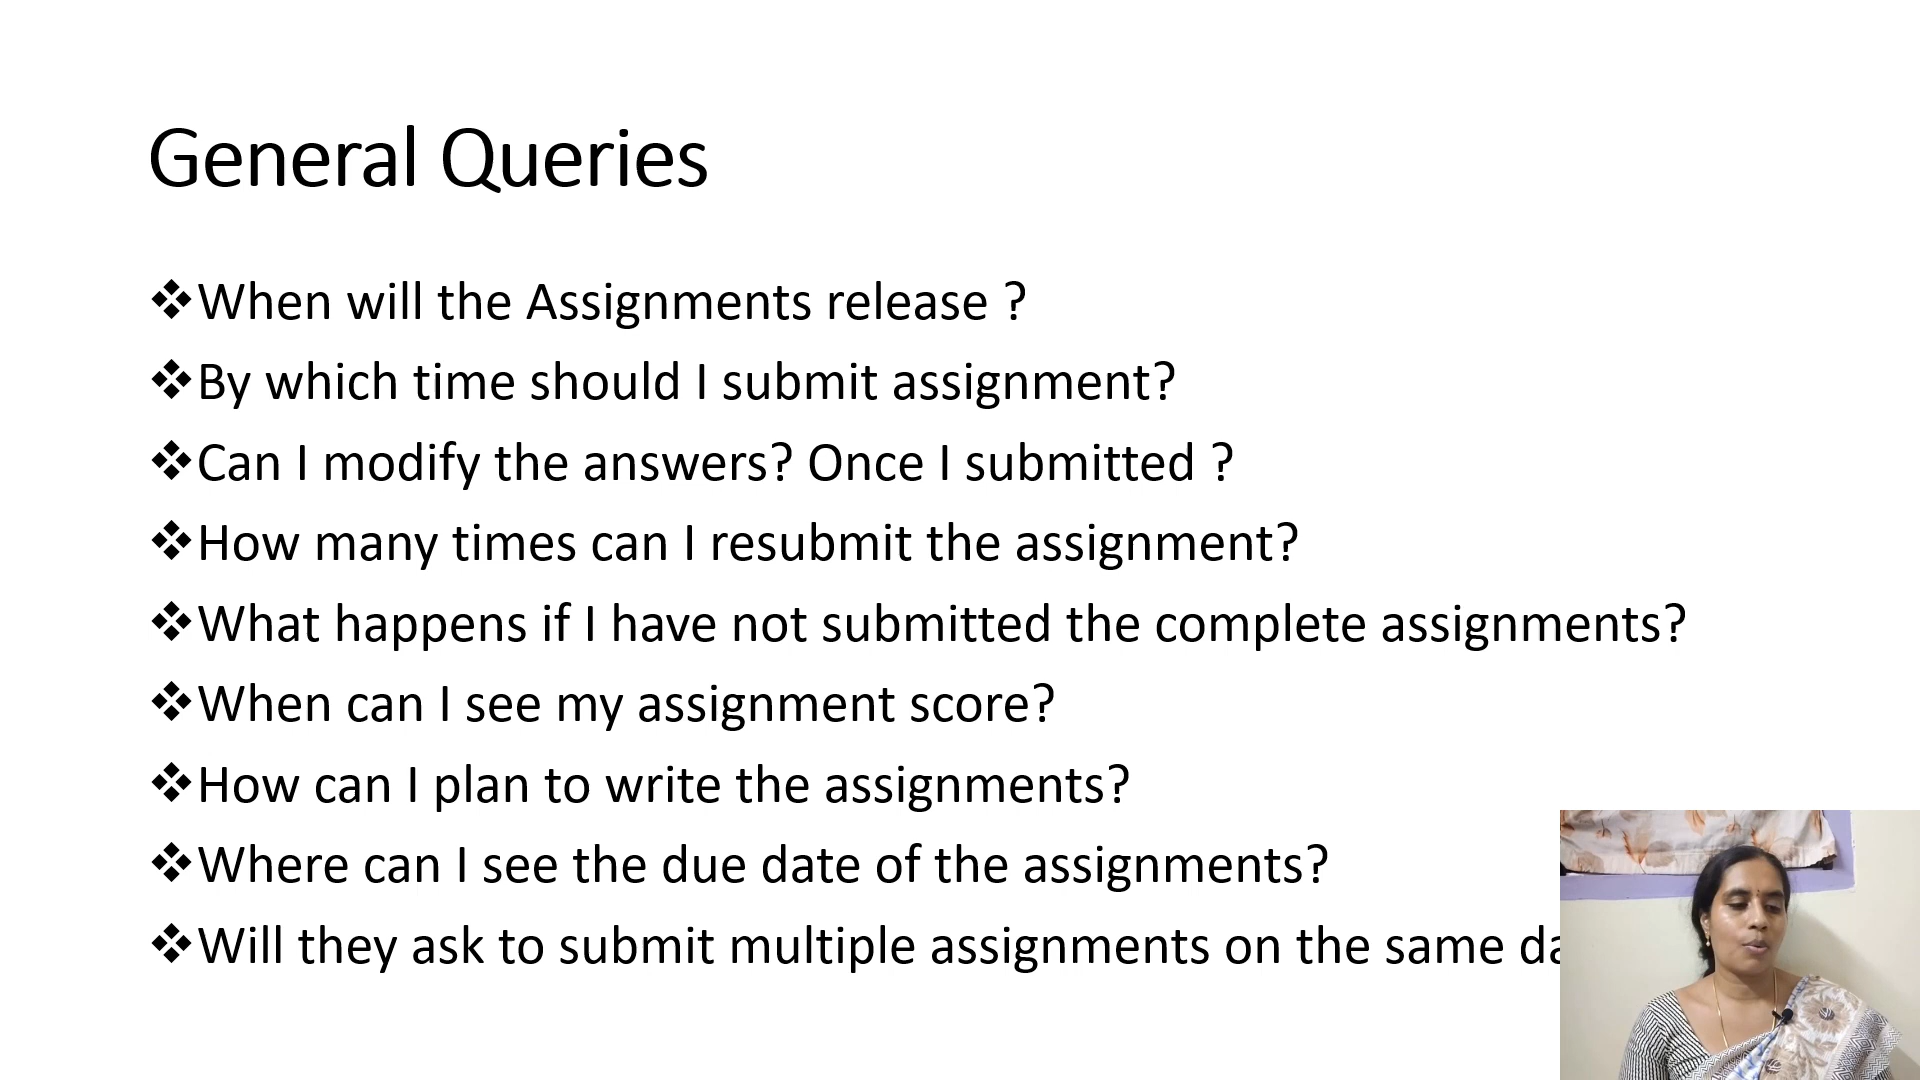 General Queries
❖When will the Assignments release ?
❖By which time should I submit assignment?
❖Can I modify the answers? Once I submitted ?
❖How many times can I resubmit the assignment?
❖What happens if I have not submitted the complete assignments?
❖When can I see my assignment score?
❖How can I plan to write the assignments?
❖Where can I see the due date of the assignments?
❖Will they ask to submit multiple assignments on the same